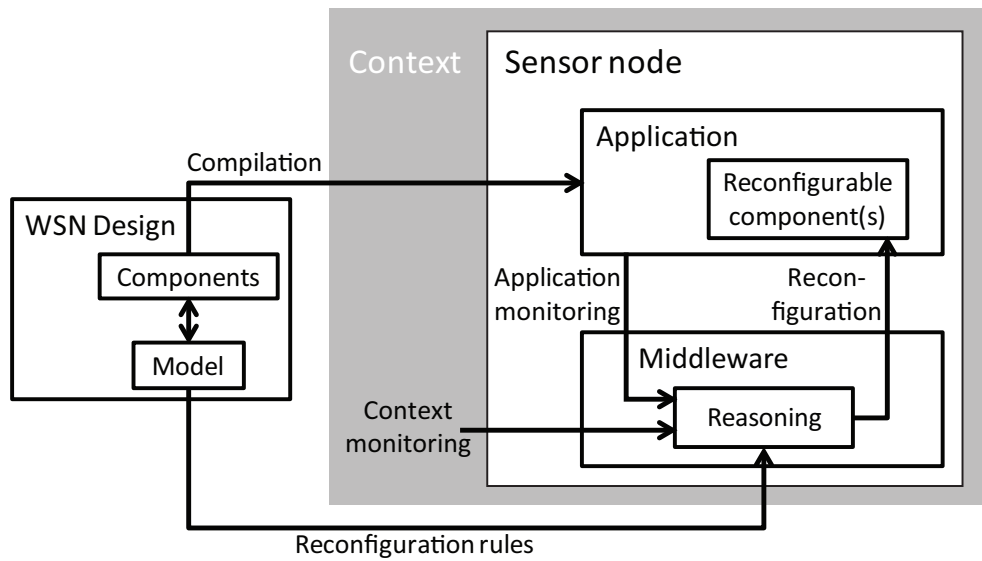 Context
Sensor node
Application
Compilation
Reconfigurable
component(s)
WSN Design
Components
Application
monitoring
Recon-
figuration
Model
Middleware
Context
monitoring
Reasoning
Reconfiguration rules